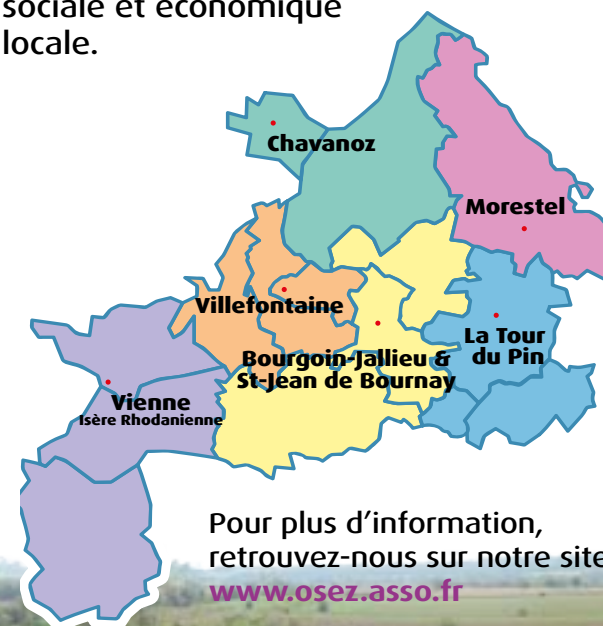 sociale et économique
locale.
Chavanoz
Morestel
Villefontaine
La Tour
du Pin
Bourgoin-Jallieu &
St-Jean de Bournay
Vienne
Isère Rhodanienne
Pour plus d’information,
retrouvez-nous sur notre site
www.osez.asso.fr